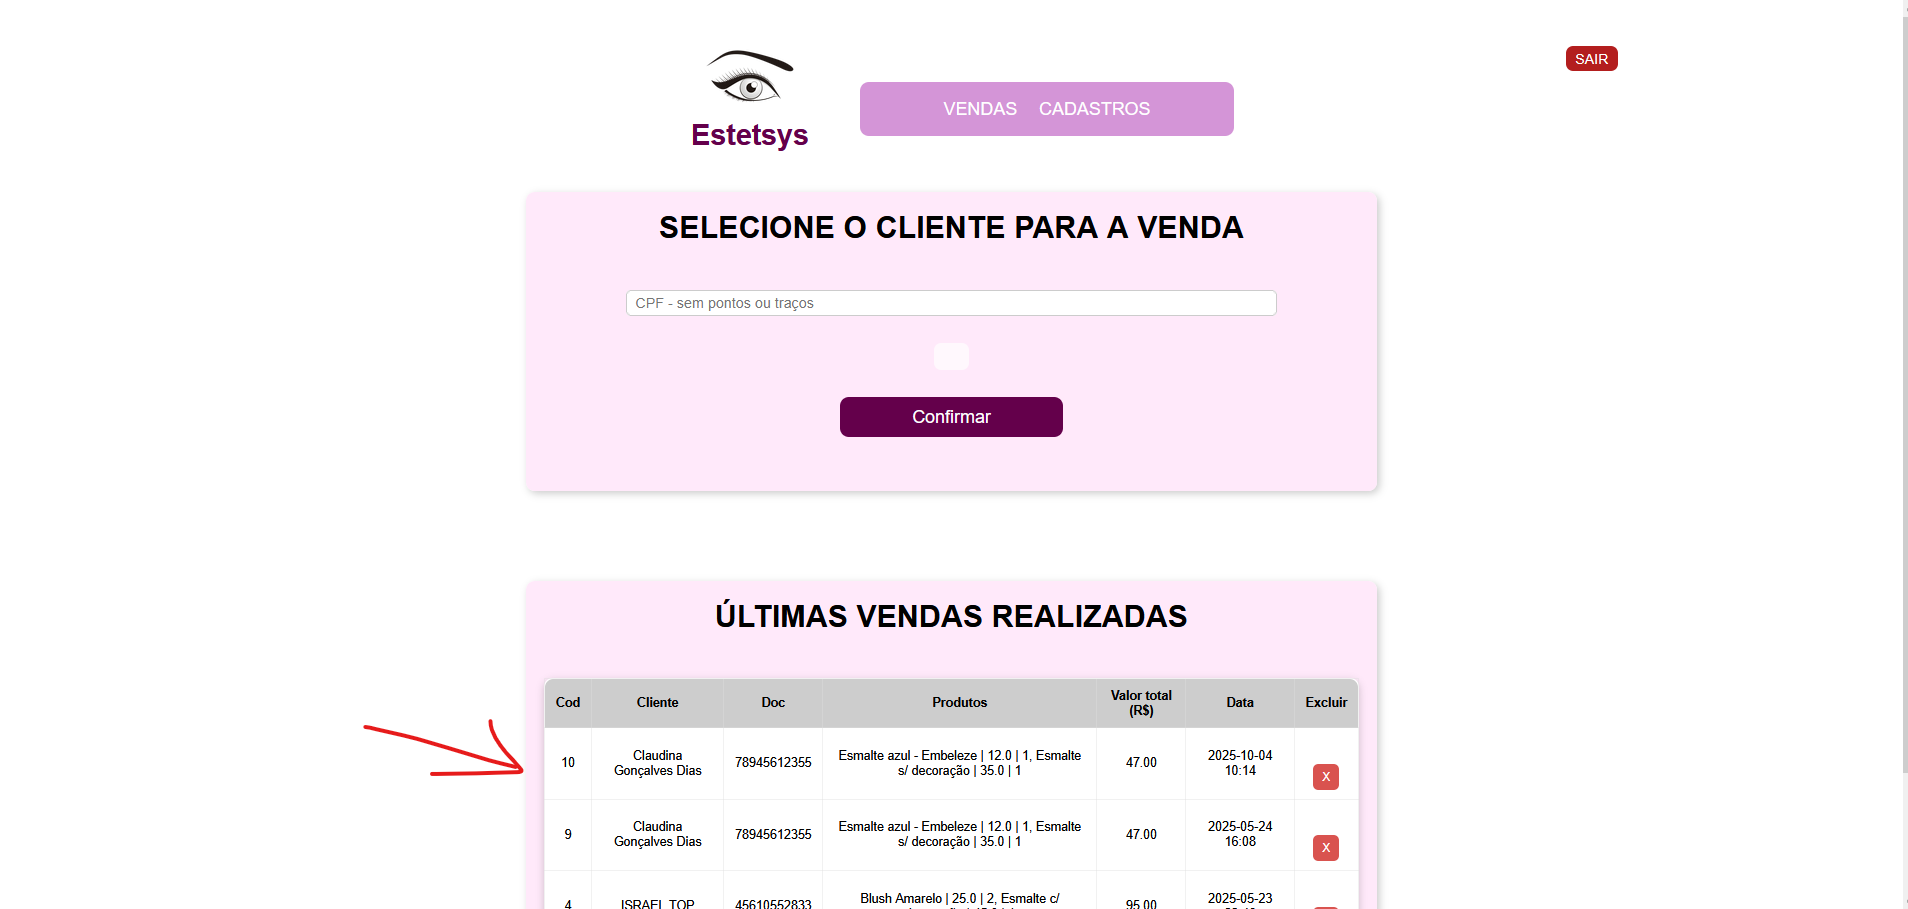 Estetsys
VENDAS CADASTROS
SAIR
SELECIONE O CLIENTE PARA A VENDA
CPF - sem pontos ou traços
Confirmar
ÚLTIMAS VENDAS REALIZADAS
Cod Cliente Doc Produtos Valor total (R$) Data Excluir
10 Claudina Gonçalves Dias 78945612355 Esmalte azul - Embeleze | 12.0 | 1, Esmalte s/ decoração | 35.0 | 1 47.00 2025-10-04 10:14 X
9 Claudina Gonçalves Dias 78945612355 Esmalte azul - Embeleze | 12.0 | 1, Esmalte s/ decoração | 35.0 | 1 47.00 2025-05-24 16:08 X
4 ISRAEL TOP 45610552833 Blush Amarelo | 25.0 | 2, Esmalte c/ 95.00 2025-05-23